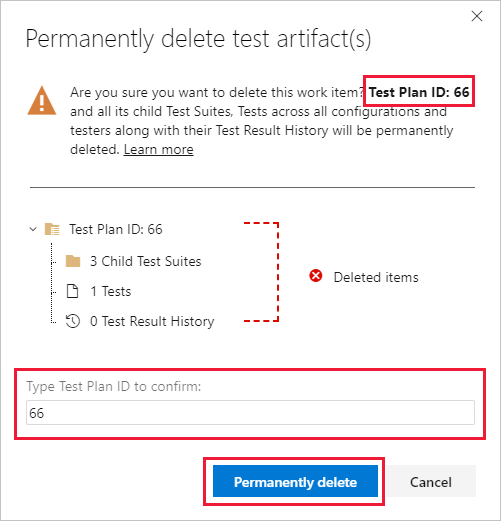 Permanently delete test artifact(s)
Are you sure you want to delete this work item? Test Plan ID: 66
and all its child Test Suites, Tests across all configurations and
testers along with their Test Result History will be permanently
deleted. Learn more
Test Plan ID: 66
3 Child Test Suites
Deleted items
1 Tests
0 Test Result History
Type Test Plan ID to confirm:
66
Permanently delete
Cancel